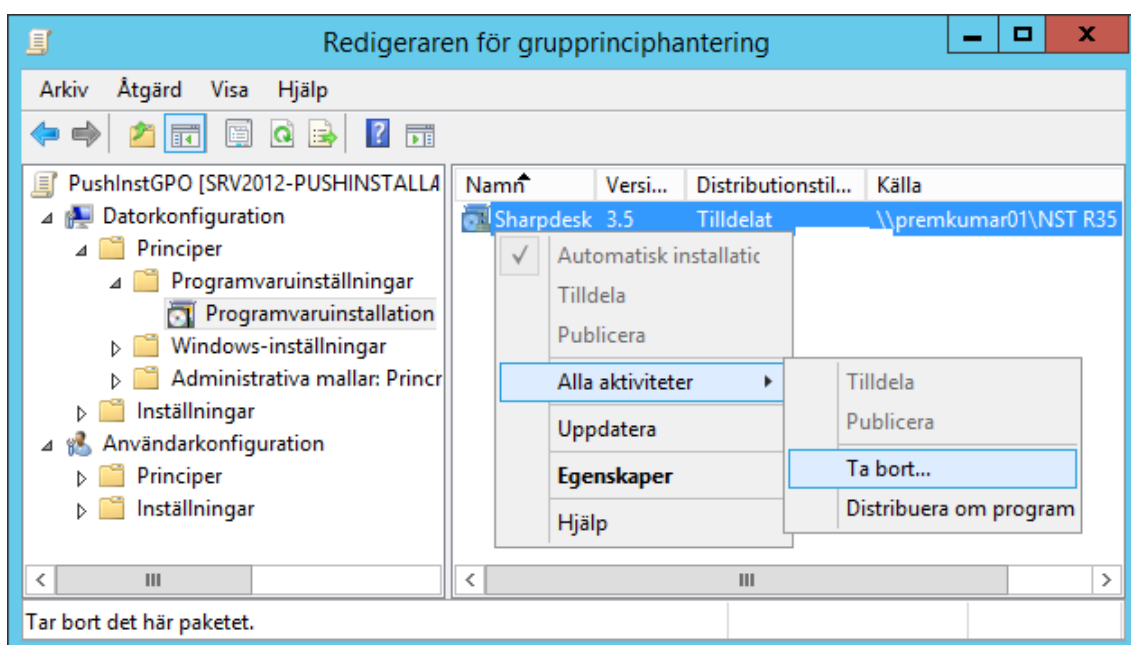 Redigeraren för grupprinciphantering
Arkiv Åtgärd Visa Hjälp
PushInstGPO [SRV2012-PUSHINSTALLA
Datorkonfiguration
Principer
Programvaruinställningar
Programvaruinstallation
Windows-inställningar
Administrativa mallar: Princr
Inställningar
Användarkonfiguration
Principer
Inställningar
Namn Versi... Distributionstil... Källa
Sharpdesk 3.5 Tilldelat \\premkumar01\NST R35
Automatisk installatic
Tilldela
Publicera
Alla aktiviteter
Uppdatera
Egenskaper
Hjälp
Tilldela
Publicera
Ta bort...
Distribuera om program
Tar bort det här paketet.